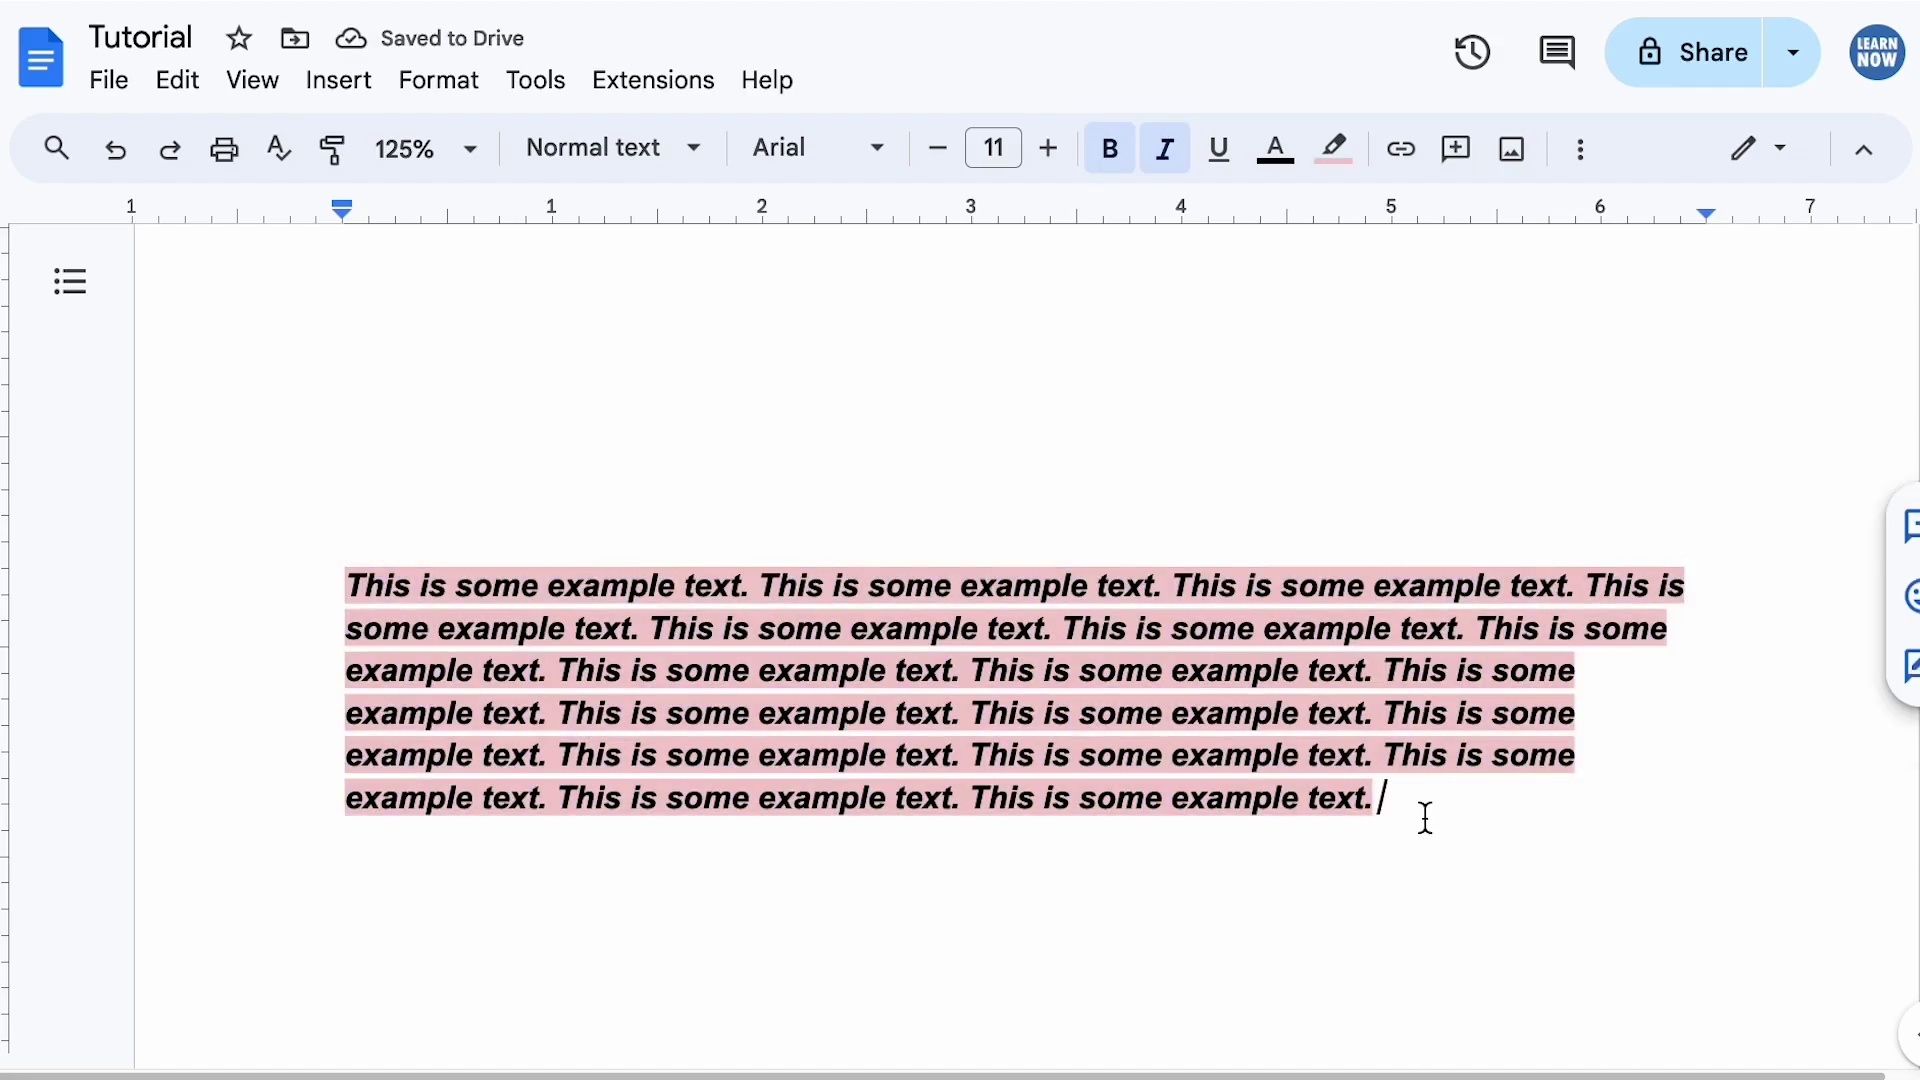 Tutorial Saved to Drive
File Edit View Insert Format Tools Extensions Help
Share
LEARN
NOW
125% Normal text Arial 11 B I U A
1 1 2 3 4 5 6 7
This is some example text. This is some example text. This is some example text. This is
some example text. This is some example text. This is some example text. This is some
example text. This is some example text. This is some example text. This is some
example text. This is some example text. This is some example text. This is some
example text. This is some example text. This is some example text. This is some
example text. This is some example text. This is some example text.